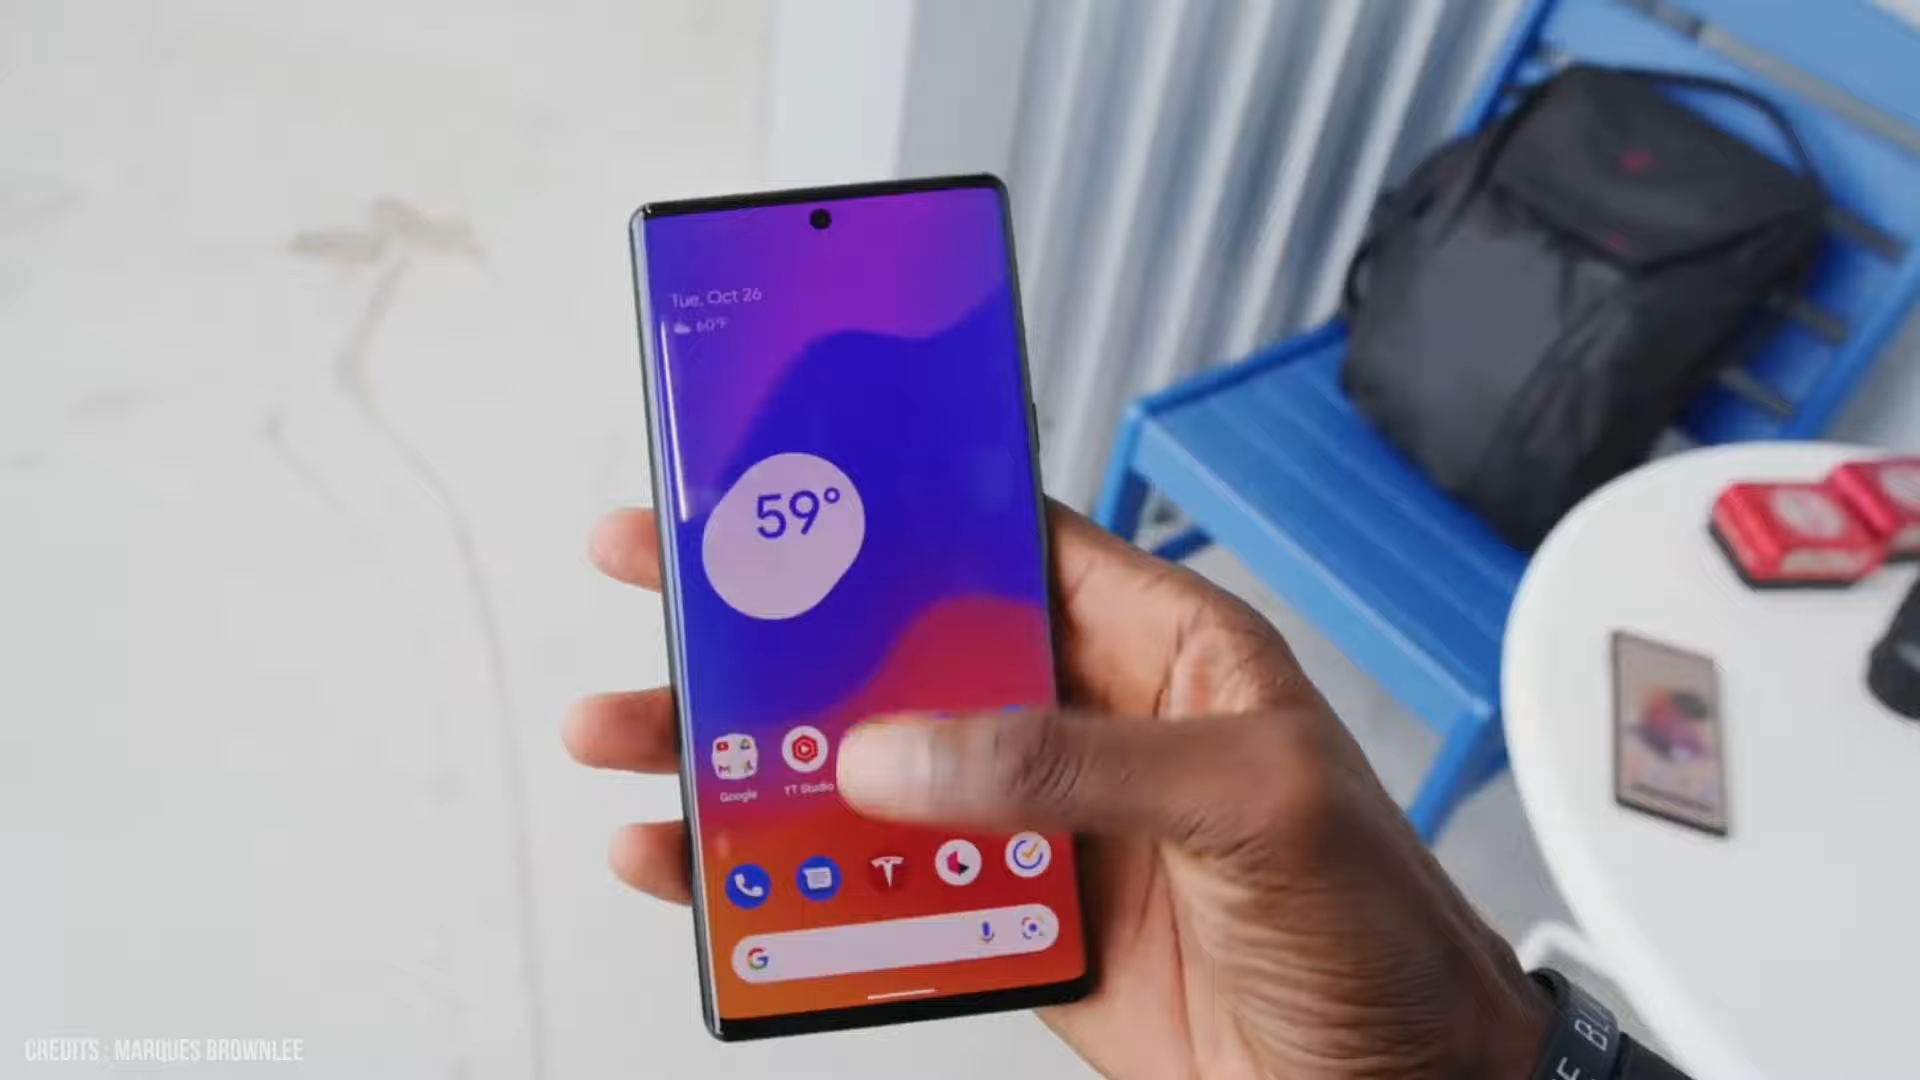 Tue, Oct 26
60°F
59°
Google
YT Studio
G
CREDITS : MARQUES BROWNLEE